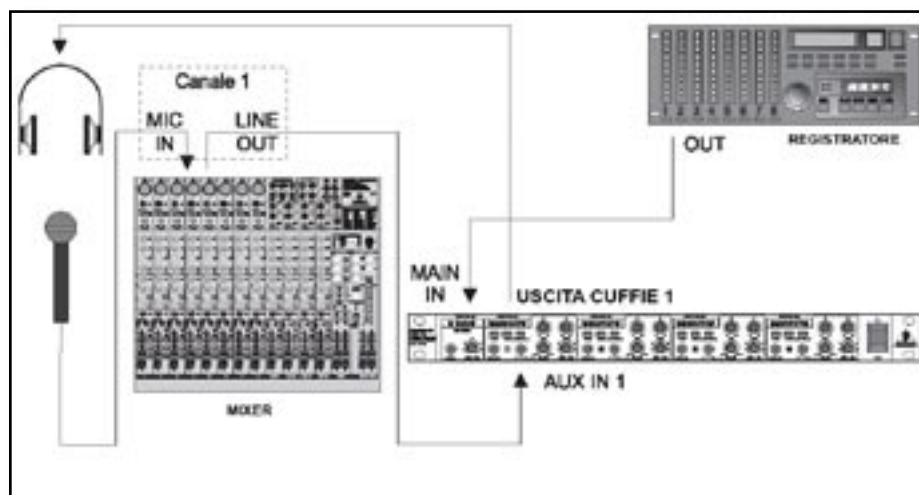 Canale 1
MIC IN
LINE OUT
MIXER
OUT
REGISTRATORE
1 2 3 4 5 6 7 8
MAIN IN
USCITA CUFFIE 1
AUX IN 1